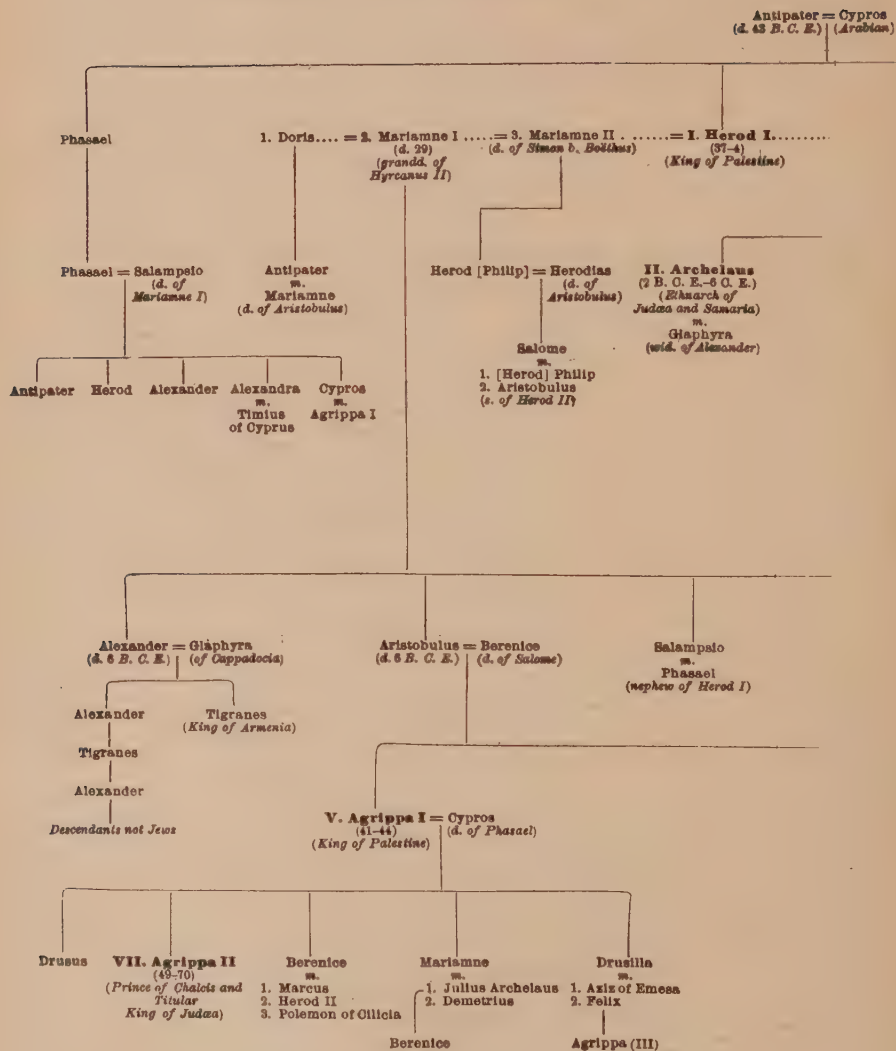 Antipater = Cypros
(d. 43 B. C. E.) (Arabian)
Phasael
1. Doris.... = 2. Mariamne I ..... = 3. Mariamne II . ...... = I. Herod I.........
(d. 29) (d. of Simon b. Boëthus) (37–4)
(grandd. of (King of Palestine)
Hyrcanus II)
Phasael = Salampsio
(d. of
Mariamne I)
Antipater
m.
Mariamne
(d. of Aristobulus)
Herod [Philip] = Herodias
(d. of
Aristobulus)
II. Archelaus
(2 B. C. E.–6 C. E.)
(Ethnarch of
Judæa and Samaria)
m.
Glaphyra
(wid. of Alexander)
Salome
m.
1. [Herod] Philip
2. Aristobulus
(s. of Herod II)
Antipater Herod Alexander Alexandra Cypros
m. m.
Timius Agrippa I
of Cyprus
Alexander = Glaphyra
(d. 6 B. C. E.) (of Cappadocia)
Aristobulus = Berenice
(d. 6 B. C. E.) (d. of Salome)
Salampsio
m.
Phasael
(nephew of Herod I)
Alexander
Tigranes
(King of Armenia)
Tigranes
Alexander
Descendants not Jews
V. Agrippa I = Cypros
(41–44) (d. of Phasael)
(King of Palestine)
Drusus
VII. Agrippa II
(49–70)
(Prince of Chalcis and
Titular
King of Judæa)
Berenice
m.
1. Marcus
2. Herod II
3. Polemon of Cilicia
Mariamne
m.
1. Julius Archelaus
2. Demetrius
Berenice
Drusilla
m.
1. Aziz of Emesa
2. Felix
Agrippa (III)